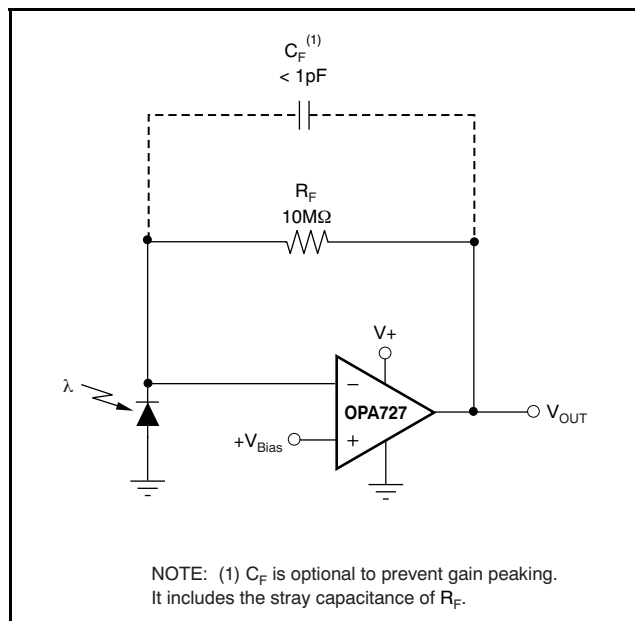 C_F^(1)
< 1pF
R_F
10MΩ
V+
λ
−
OPA727
+V_Bias
+
V_OUT
NOTE: (1) C_F is optional to prevent gain peaking.
It includes the stray capacitance of R_F.